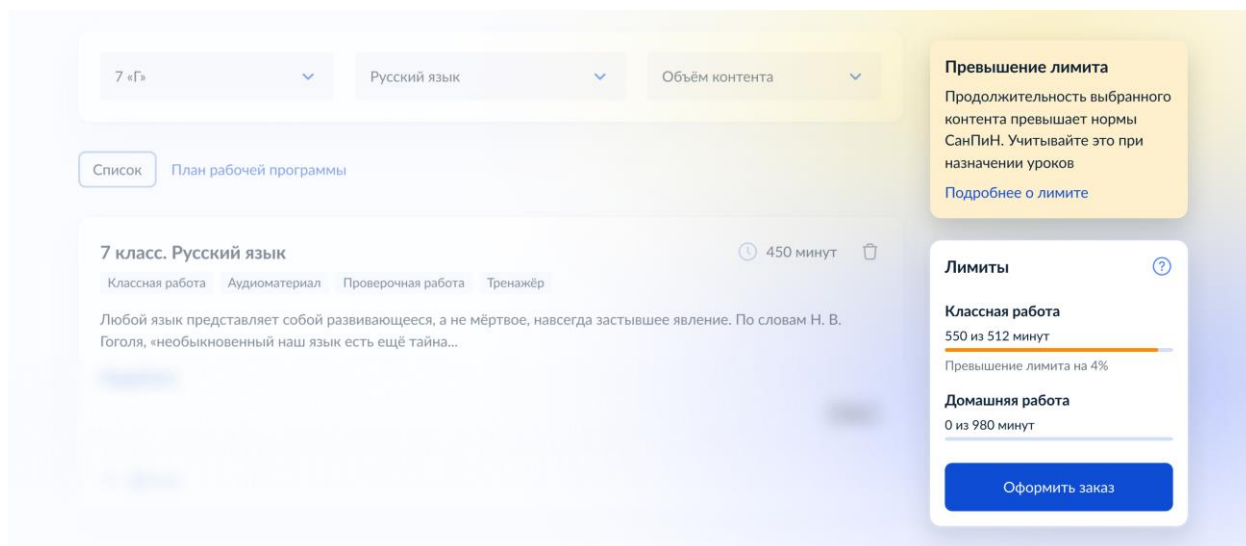 7 «Г»
Русский язык
Объём контента
Список
План рабочей программы
7 класс. Русский язык
450 минут
Классная работа
Аудиоматериал
Проверочная работа
Тренажёр
Любой язык представляет собой развивающееся, а не мёртвое, навсегда застывшее явление. По словам Н. В.
Гоголя, «необыкновенный наш язык есть ещё тайна...
Превышение лимита
Продолжительность выбранного
контента превышает нормы
СанПиН. Учитывайте это при
назначении уроков
Подробнее о лимите
Лимиты
?
Классная работа
550 из 512 минут
Превышение лимита на 4%
Домашняя работа
0 из 980 минут
Оформить заказ